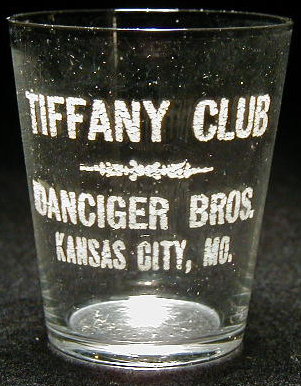 TIFFANY CLUB
DANCIGER BROS.
KANSAS CITY, MO.